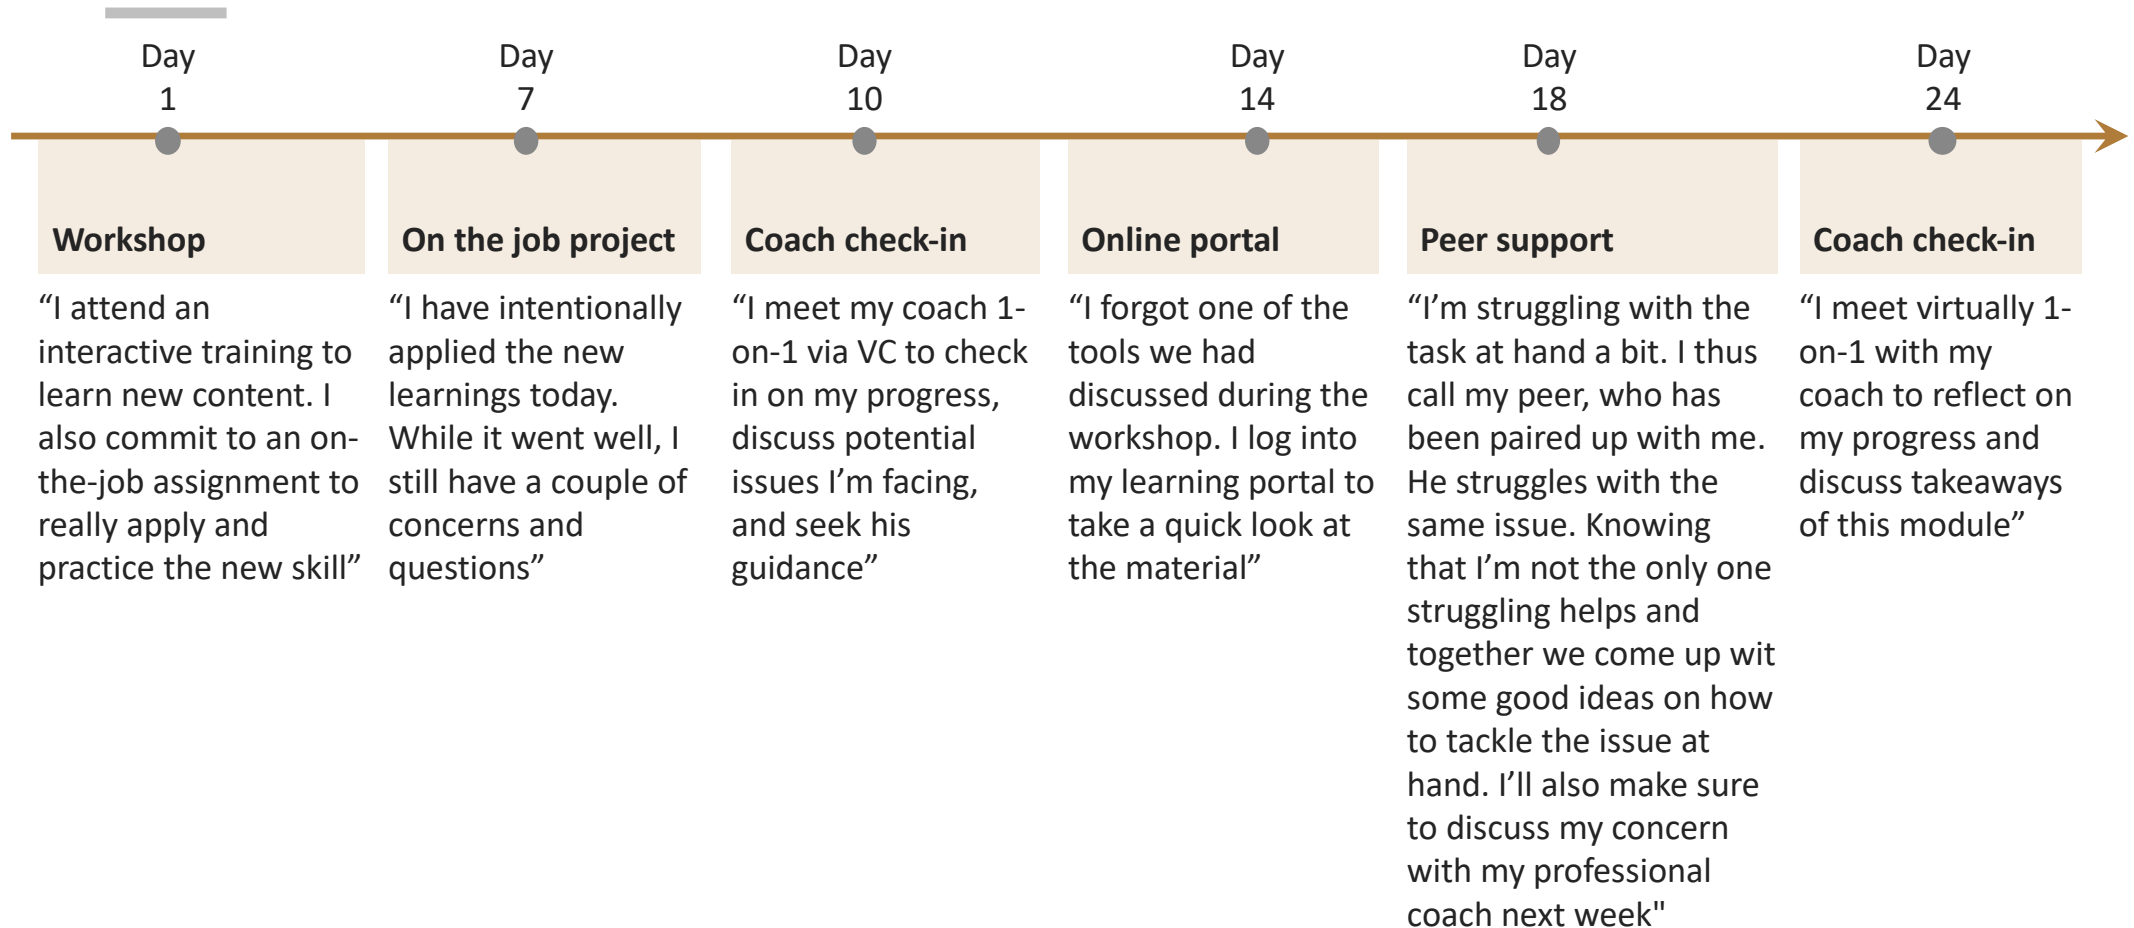 Day
1
Day
7
Day
10
Day
14
Day
18
Day
24
Workshop
“I attend an
interactive training to
learn new content. I
also commit to an on-
the-job assignment to
really apply and
practice the new skill”
On the job project
“I have intentionally
applied the new
learnings today.
While it went well, I
still have a couple of
concerns and
questions”
Coach check-in
“I meet my coach 1-
on-1 via VC to check
in on my progress,
discuss potential
issues I’m facing,
and seek his
guidance”
Online portal
“I forgot one of the
tools we had
discussed during the
workshop. I log into
my learning portal to
take a quick look at
the material”
Peer support
“I’m struggling with the
task at hand a bit. I thus
call my peer, who has
been paired up with me.
He struggles with the
same issue. Knowing
that I’m not the only one
struggling helps and
together we come up wit
some good ideas on how
to tackle the issue at
hand. I’ll also make sure
to discuss my concern
with my professional
coach next week"
Coach check-in
“I meet virtually 1-
on-1 with my
coach to reflect on
my progress and
discuss takeaways
of this module”